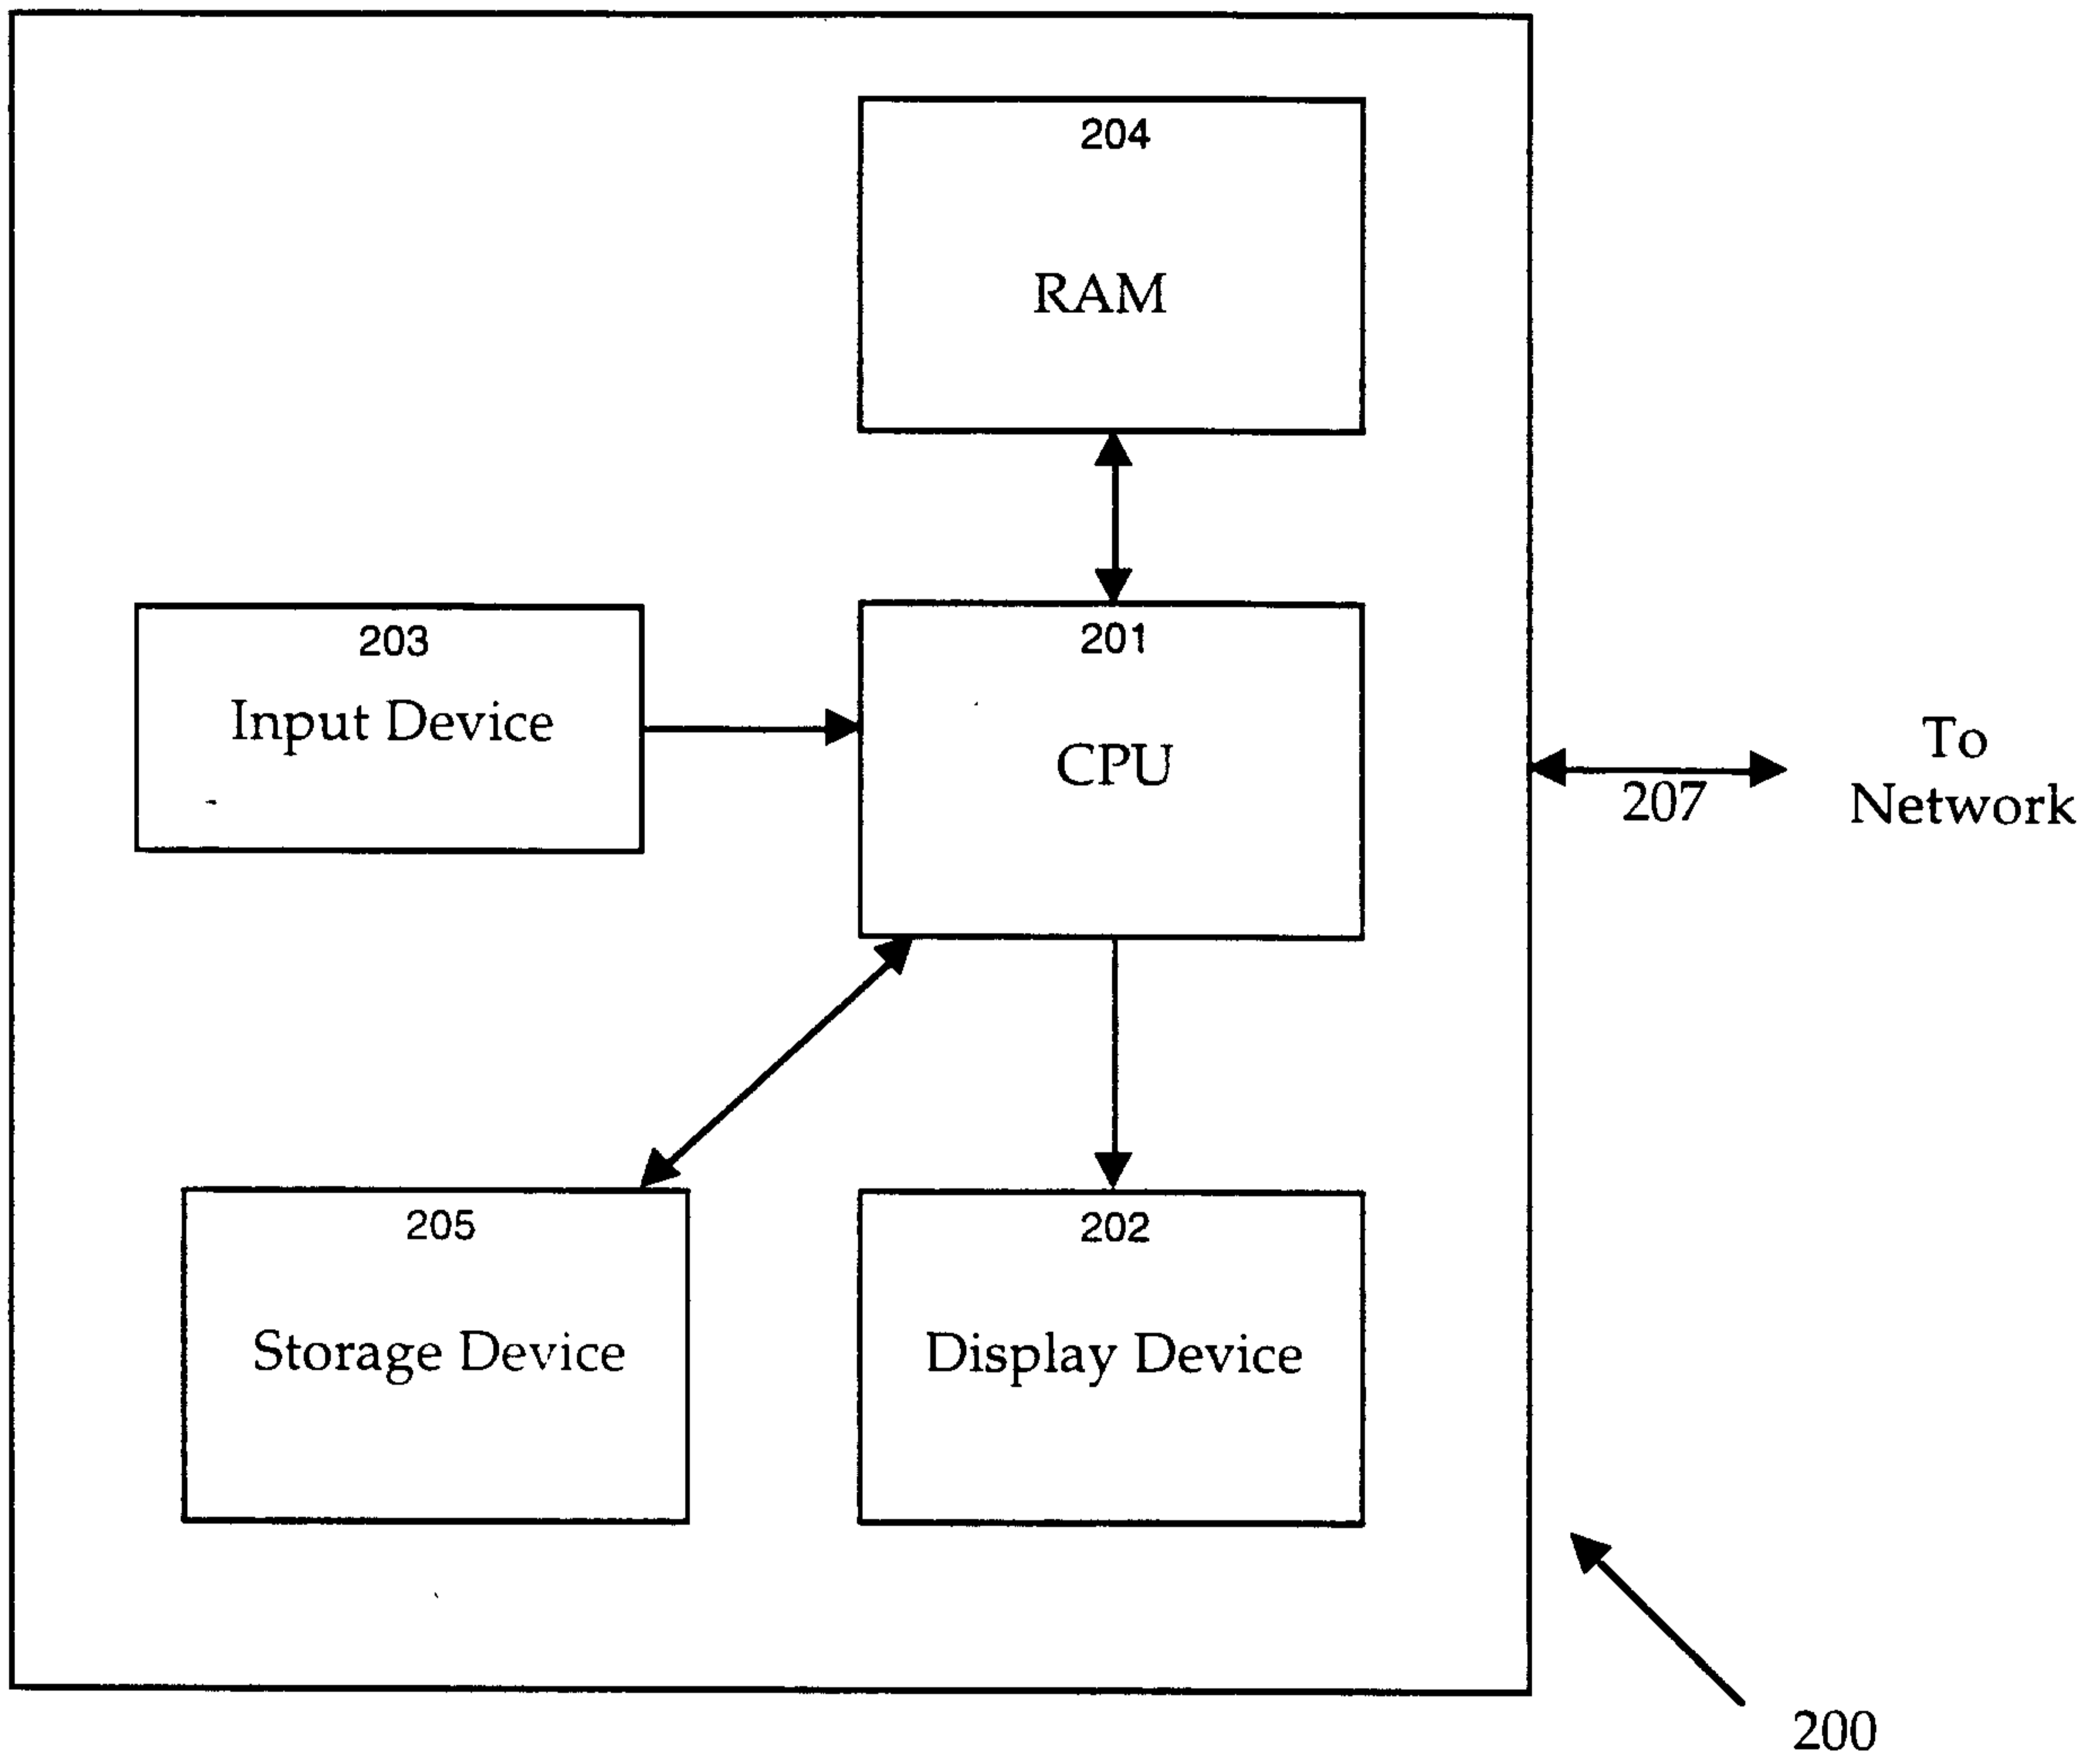 204
RAM
203
Input Device
201
CPU
To
Network
207
205
Storage Device
202
Display Device
200